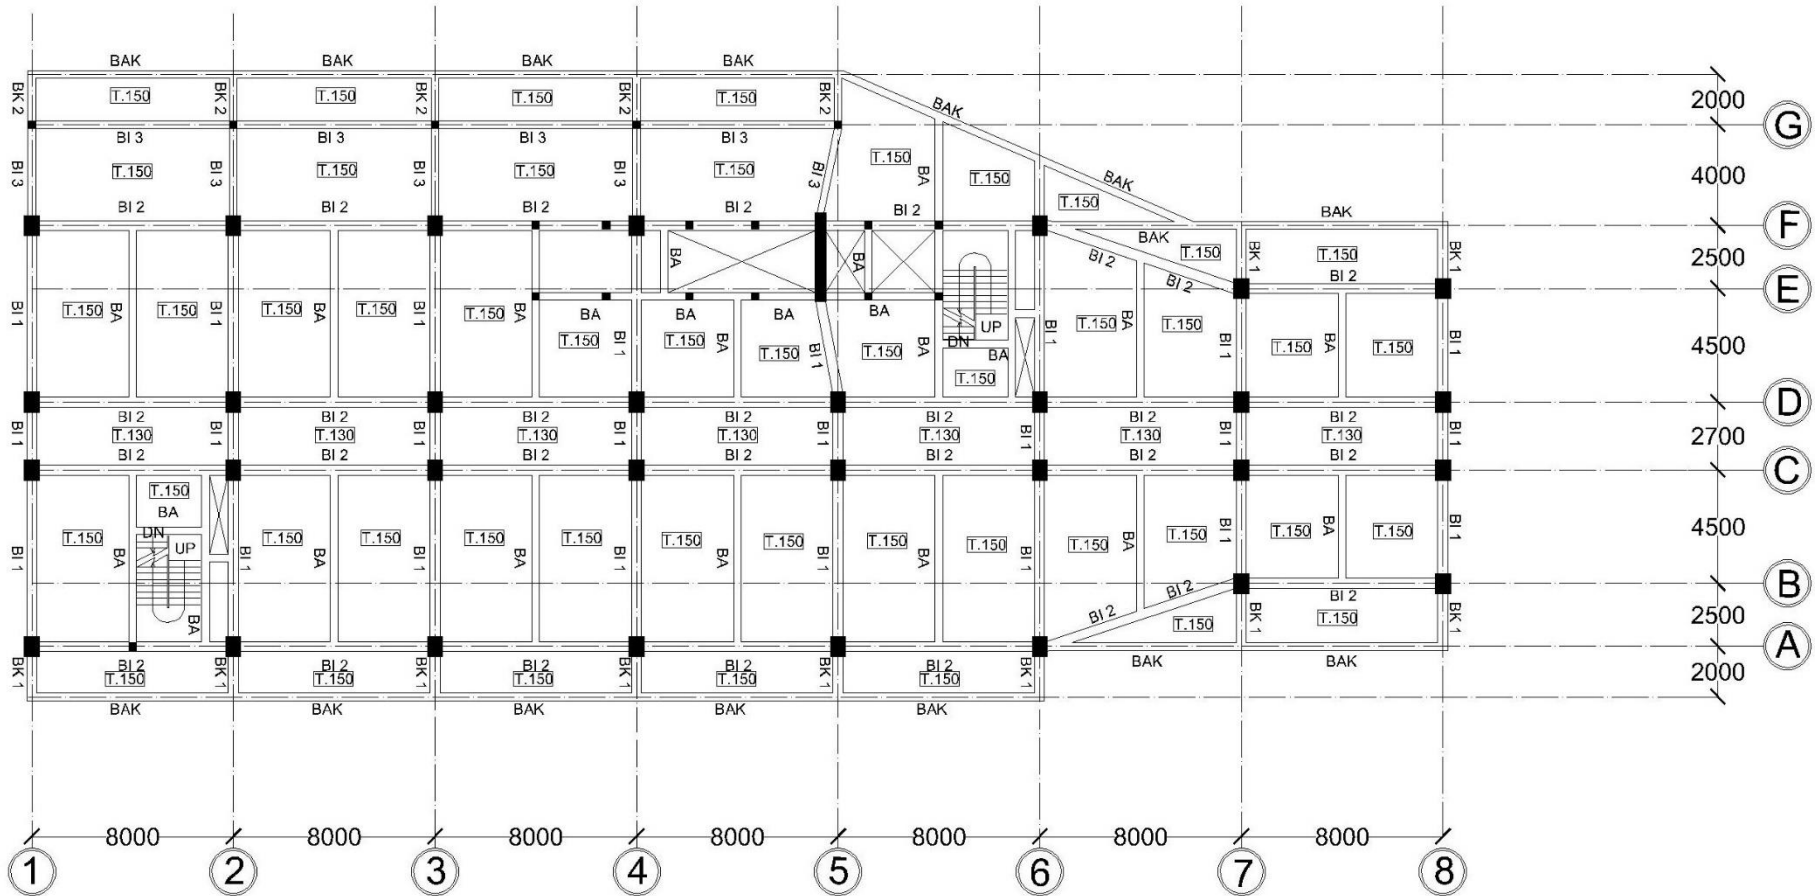 BAK BAK BAK BAK
BK 2 BK 2 BK 2 BK 2 BK 2
T.150 T.150 T.150 T.150
2000
BAK
G
BI 3 BI 3 BI 3 BI 3
BI 3 BI 3 BI 3 BI 3 BI 3
T.150 T.150 T.150 T.150 T.150 T.150
BA
BAK
4000
T.150
BI 2 BI 2 BI 2 BI 2 BI 2
BAK
F
BAK
BI 2 BI 2
T.150
BK 1 BK 1
T.150
2500
BA BA
BI 2
E
T.150 T.150 T.150 T.150 T.150
BI 1 BA BI 1 BA BI 1 BA
BA BA BA BA
T.150 T.150 T.150 T.150
BI 1 BI 1 BA
UP
DN
BA
T.150
BI 1
T.150 T.150
BA BI 1
T.150 T.150
BA BI 1
4500
D
BI 2 BI 2 BI 2 BI 2 BI 2 BI 2 BI 2
BI 1 BI 1 BI 1 BI 1 BI 1 BI 1 BI 1 BI 1
T.130 T.130 T.130 T.130 T.130 T.130 T.130
2700
BI 2 BI 2 BI 2 BI 2 BI 2 BI 2 BI 2
C
T.150
BA
DN
UP
T.150 T.150 T.150 T.150 T.150 T.150 T.150 T.150 T.150 T.150 T.150 T.150 T.150
BI 1 BA BI 1 BA BI 1 BA BI 1 BA BI 1 BA BI 1 BA BI 1 BA BI 1
4500
B
BA
BI 2 BI 2
BI 2
T.150 T.150
BK 1 BK 1
2500
A
BI 2 BI 2 BI 2 BI 2 BI 2
BAK BAK
BK 1 BK 1 BK 1 BK 1 BK 1 BK 1
T.150 T.150 T.150 T.150 T.150
2000
BAK BAK BAK BAK BAK
8000 8000 8000 8000 8000 8000 8000
1 2 3 4 5 6 7 8